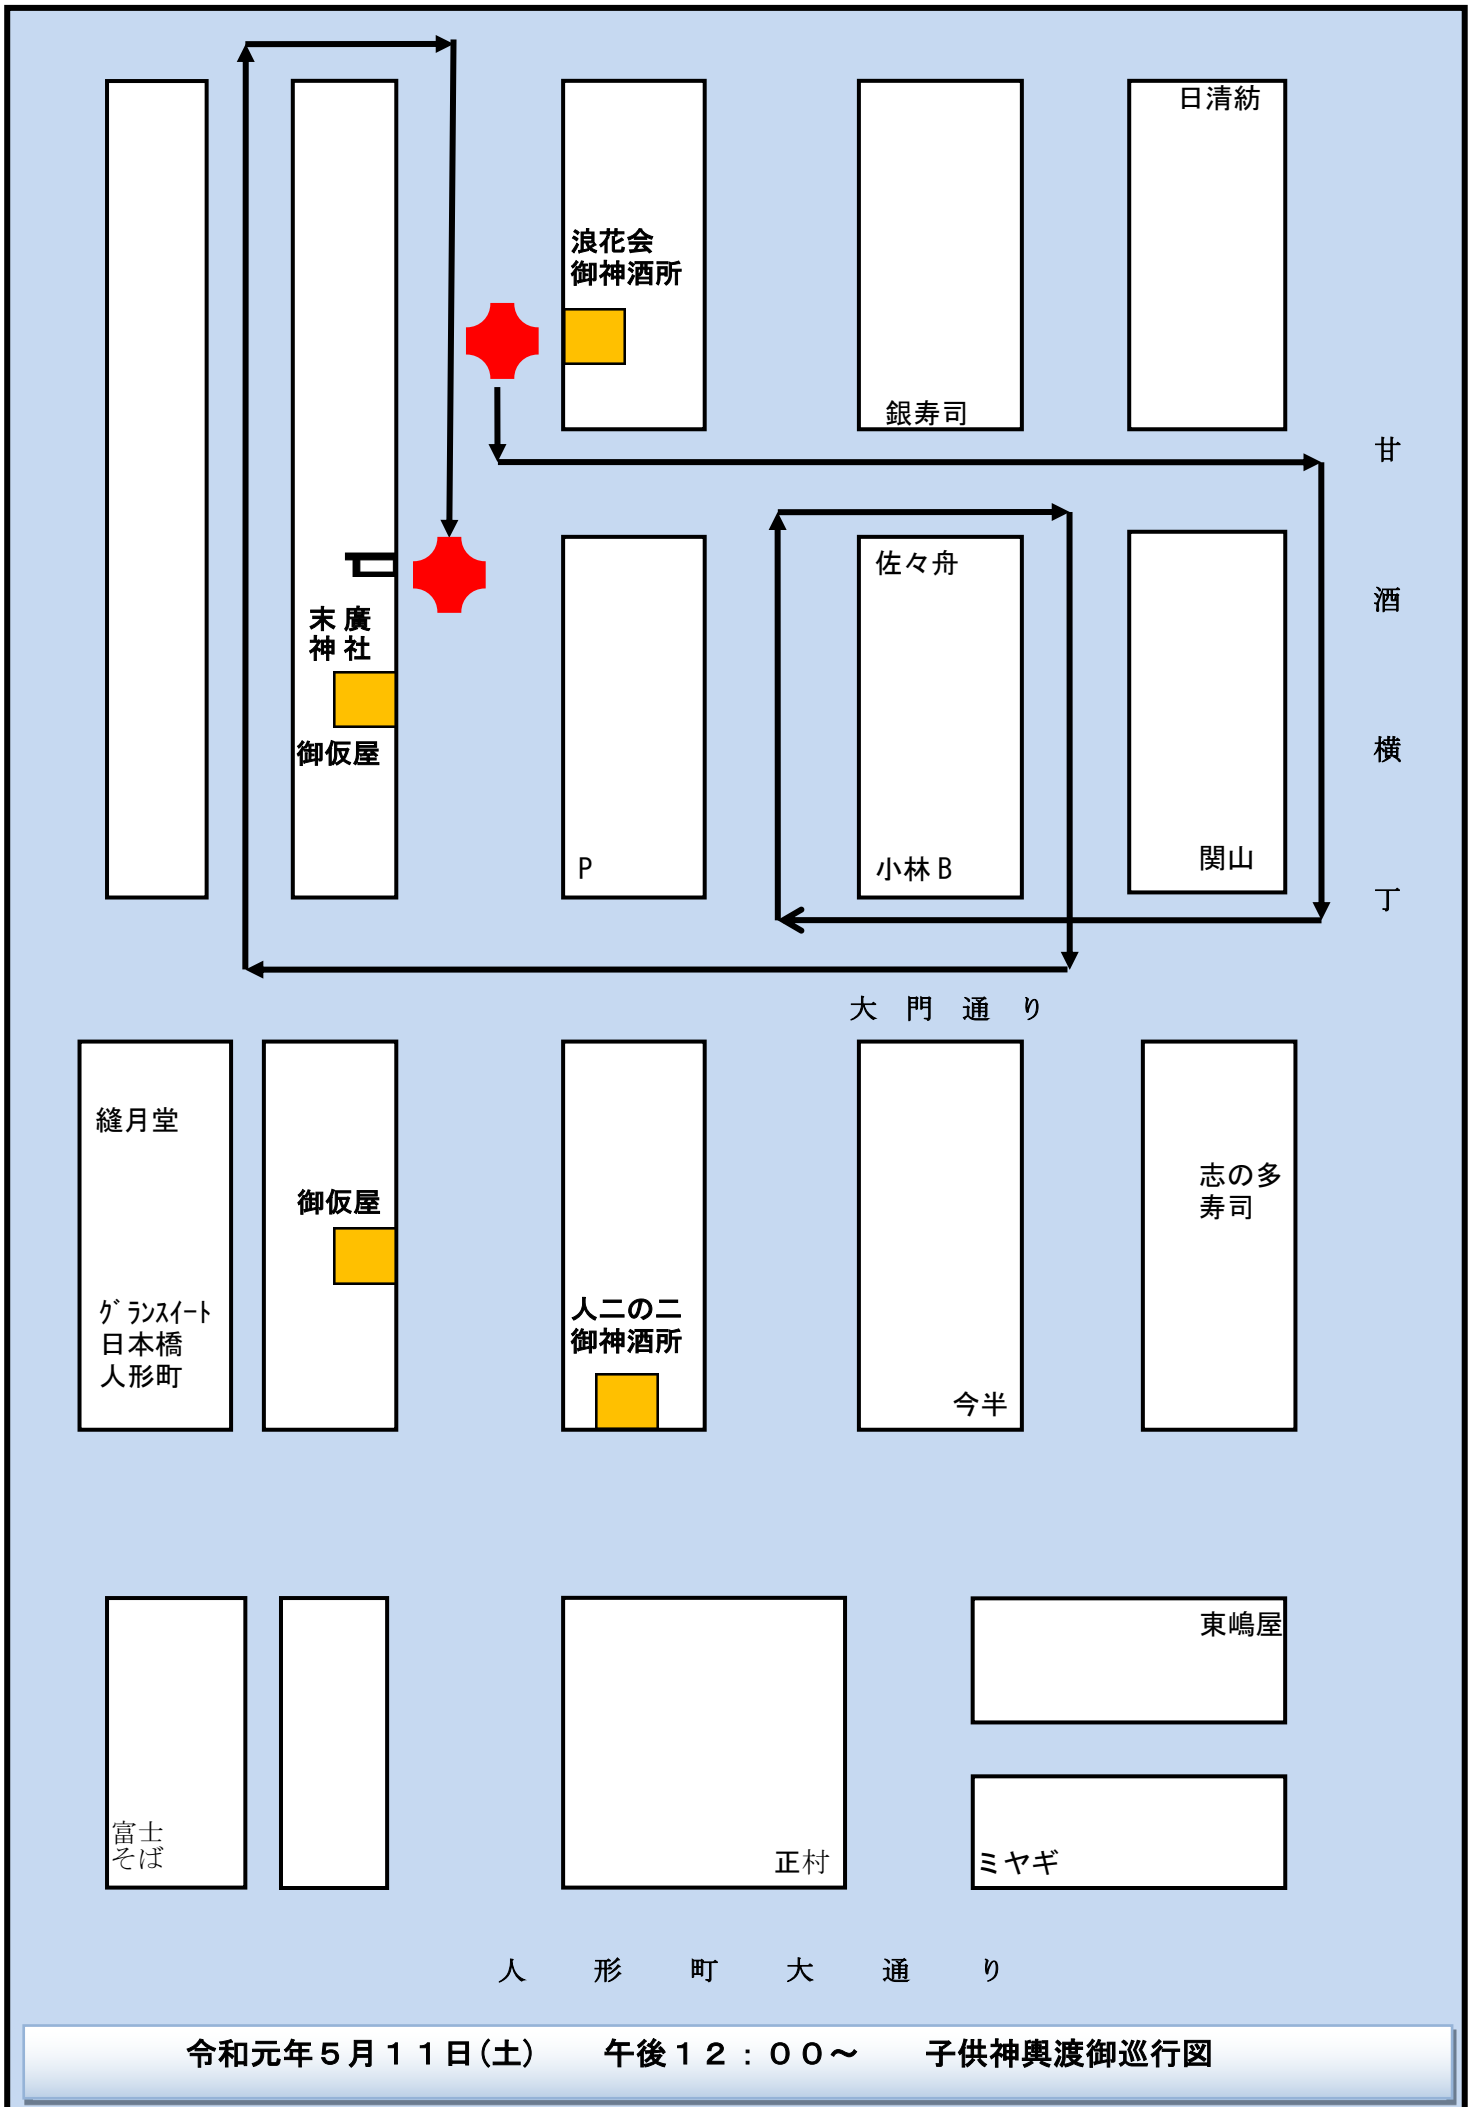 日清紡
浪花会
御神酒所
銀寿司
甘酒横丁
佐々舟
末廣
神社
御仮屋
P
小林B
関山
大門通り
縫月堂
御仮屋
志の多
寿司
ｸﾞﾗﾝｽｲｰﾄ
日本橋
人形町
人二の二
御神酒所
今半
東嶋屋
富士
そば
正村
ミヤギ
人形町大通り
令和元年５月１１日(土)　　午後１２：００～　　子供神輿渡御巡行図